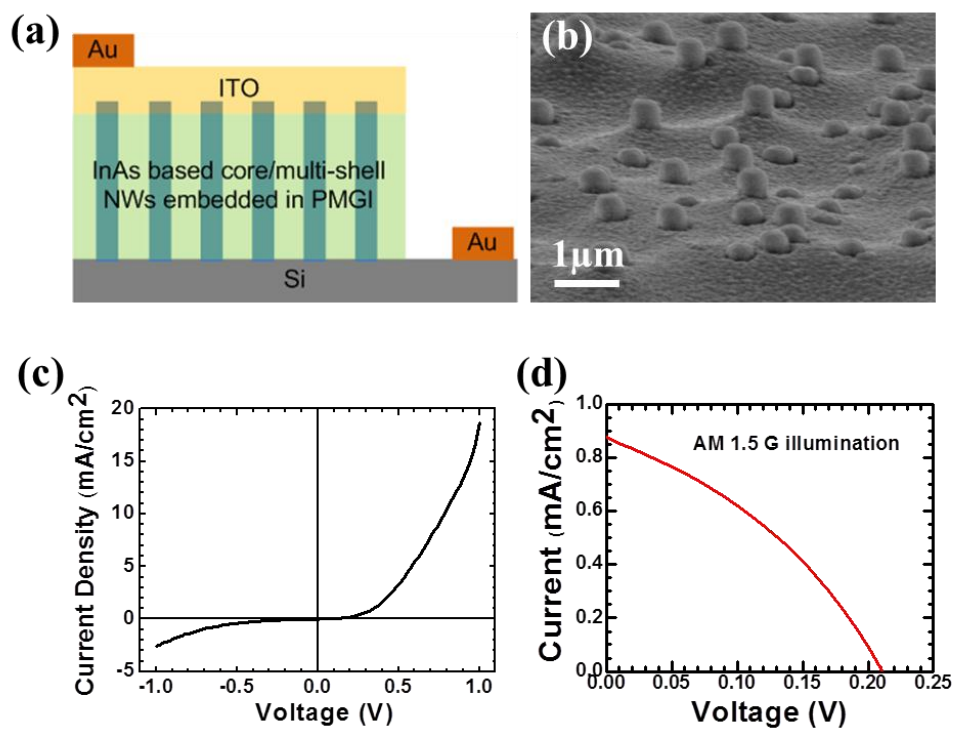 (a)
Au
ITO
InAs based core/multi-shell
NWs embedded in PMGI
Au
Si
(b)
1μm
(c)
Current Density (mA/cm2)
20
15
10
5
0
-5
-1.0 -0.5 0.0 0.5 1.0
Voltage (V)
(d)
Current (mA/cm2)
AM 1.5 G illumination
1.0
0.8
0.6
0.4
0.2
0.0
0.00 0.05 0.10 0.15 0.20 0.25
Voltage (V)